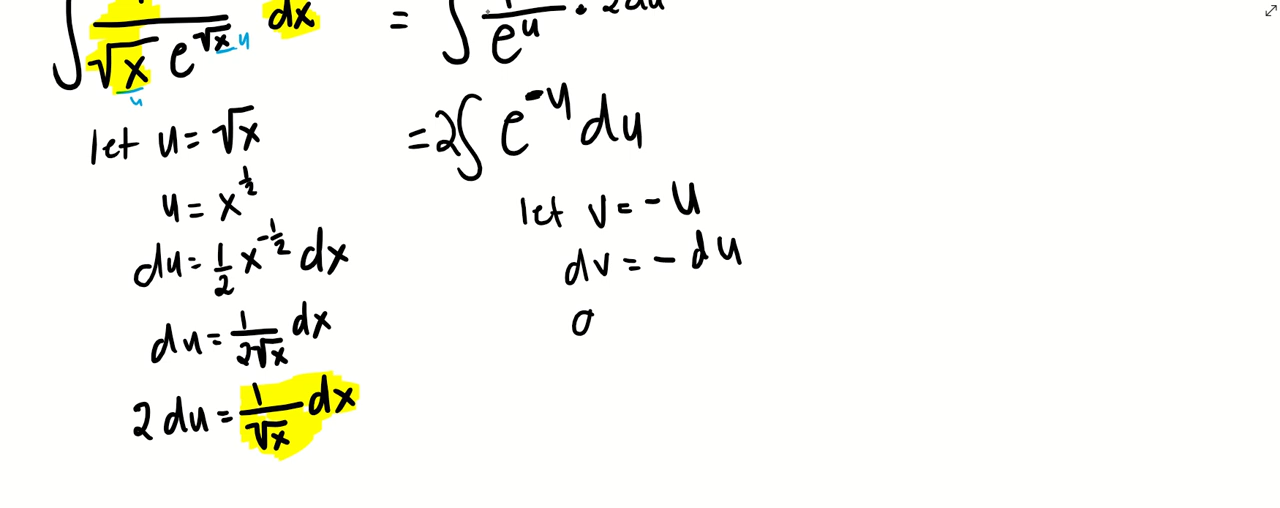 ∫ 1/(√x e^√x) dx = ∫ 1/e^u · 2du
u
u
let u = √x
u = x^(1/2)
du = 1/2 x^(-1/2) dx
du = 1/(2√x) dx
2 du = 1/√x dx
= 2∫ e^-u du
let v = -u
dv = -du